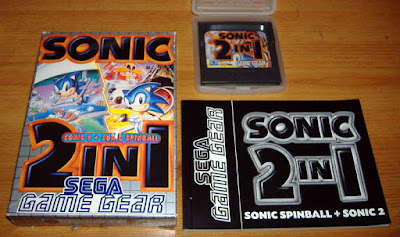 SONIC
SONIC 2 + SONIC SPINBALL
2 IN 1
SEGA
GAME GEAR
SONIC
2 IN 1
GAME GEAR
SEGA
GAME GEAR
SONIC
2 IN 1
SONIC SPINBALL + SONIC 2